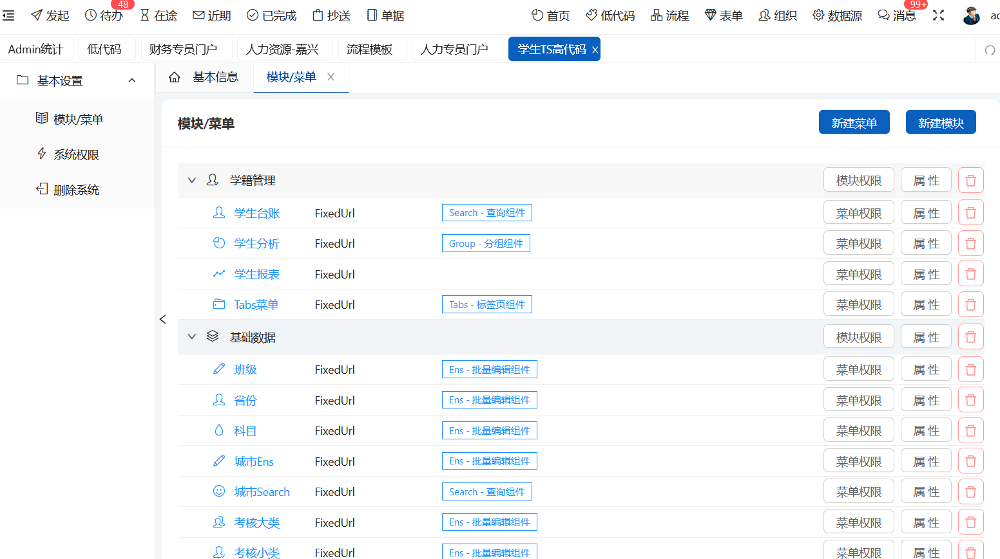 发起 待办 48 在途 近期 已完成 抄送 单据 首页 低代码 流程 表单 组织 数据源 消息 99+
Admin统计 低代码 财务专员门户 人力资源-嘉兴 流程模板 人力专员门户 学生TS高代码
基本设置
模块/菜单
系统权限
删除系统
基本信息 模块/菜单
模块/菜单 新建菜单 新建模块
学籍管理 模块权限 属 性
学生台账 FixedUrl Search - 查询组件 菜单权限 属 性
学生分析 FixedUrl Group - 分组组件 菜单权限 属 性
学生报表 FixedUrl 菜单权限 属 性
Tabs菜单 FixedUrl Tabs - 标签页组件 菜单权限 属 性
基础数据 模块权限 属 性
班级 FixedUrl Ens - 批量编辑组件 菜单权限 属 性
省份 FixedUrl Ens - 批量编辑组件 菜单权限 属 性
科目 FixedUrl Ens - 批量编辑组件 菜单权限 属 性
城市Ens FixedUrl Ens - 批量编辑组件 菜单权限 属 性
城市Search FixedUrl Search - 查询组件 菜单权限 属 性
考核大类 FixedUrl Ens - 批量编辑组件 菜单权限 属 性
考核小类 FixedUrl Ens - 批量编辑组件 菜单权限 属 性